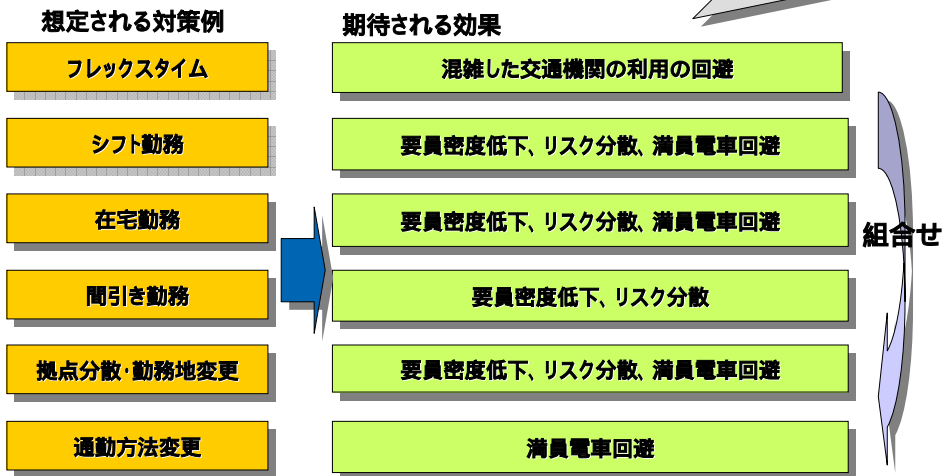 想定される対策例
期待される効果
フレックスタイム
混雑した交通機関の利用の回避
シフト勤務
要員密度低下、リスク分散、満員電車回避
在宅勤務
要員密度低下、リスク分散、満員電車回避
組合せ
間引き勤務
要員密度低下、リスク分散
拠点分散・勤務地変更
要員密度低下、リスク分散、満員電車回避
通勤方法変更
満員電車回避